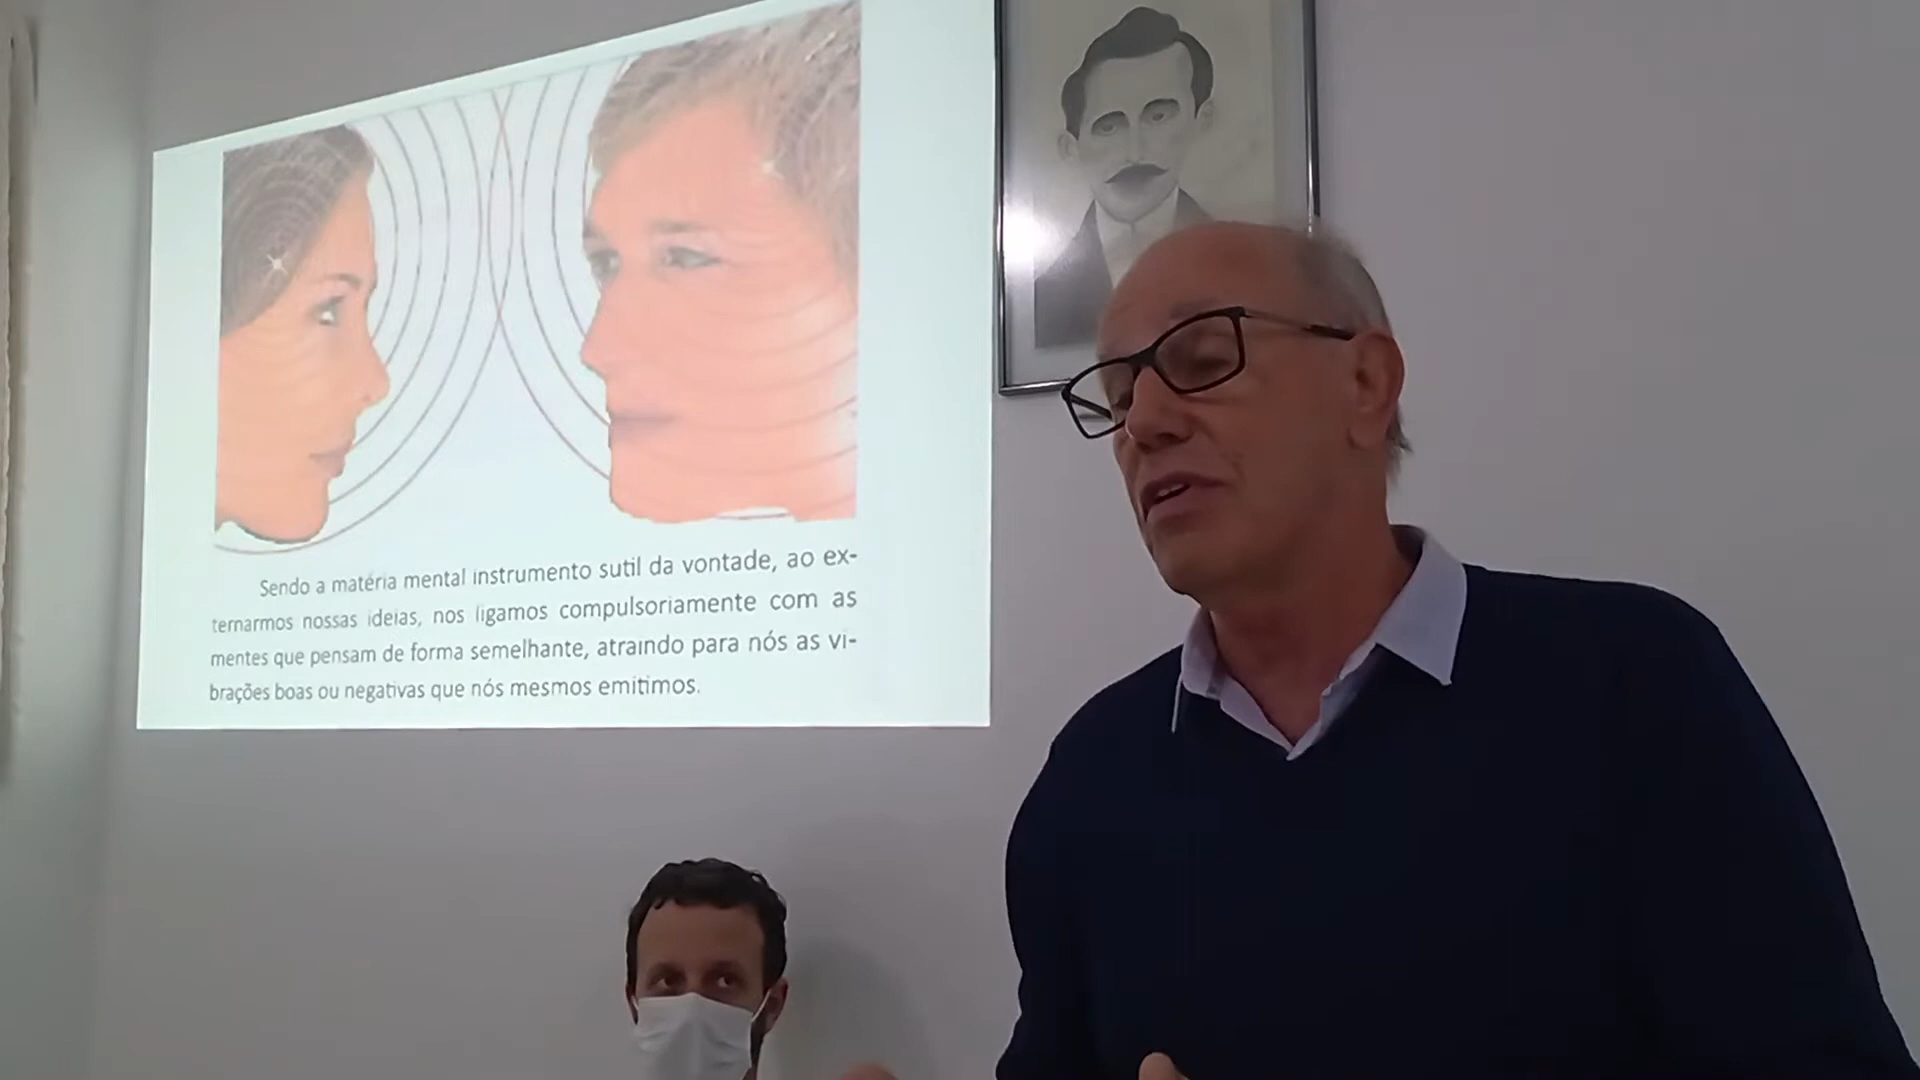 Sendo a matéria mental instrumento sutil da vontade, ao ex-
ternarmos nossas ideias, nos ligamos compulsoriamente com as
mentes que pensam de forma semelhante, atraindo para nós as vi-
brações boas ou negativas que nós mesmos emitimos.